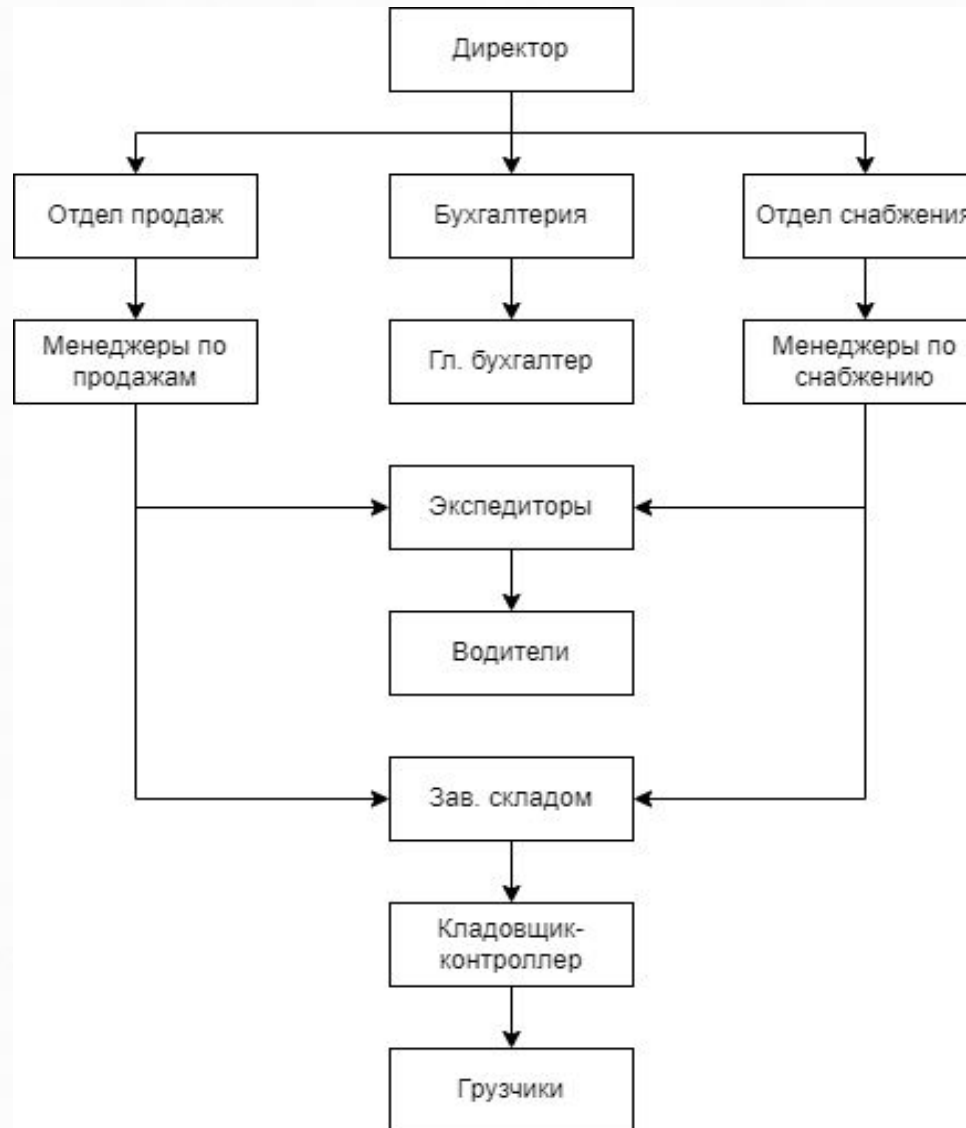 Директор
Отдел продаж
Бухгалтерия
Отдел снабжения
Менеджеры по
продажам
Гл. бухгалтер
Менеджеры по
снабжению
Экспедиторы
Водители
Зав. складом
Кладовщик-
контроллер
Грузчики